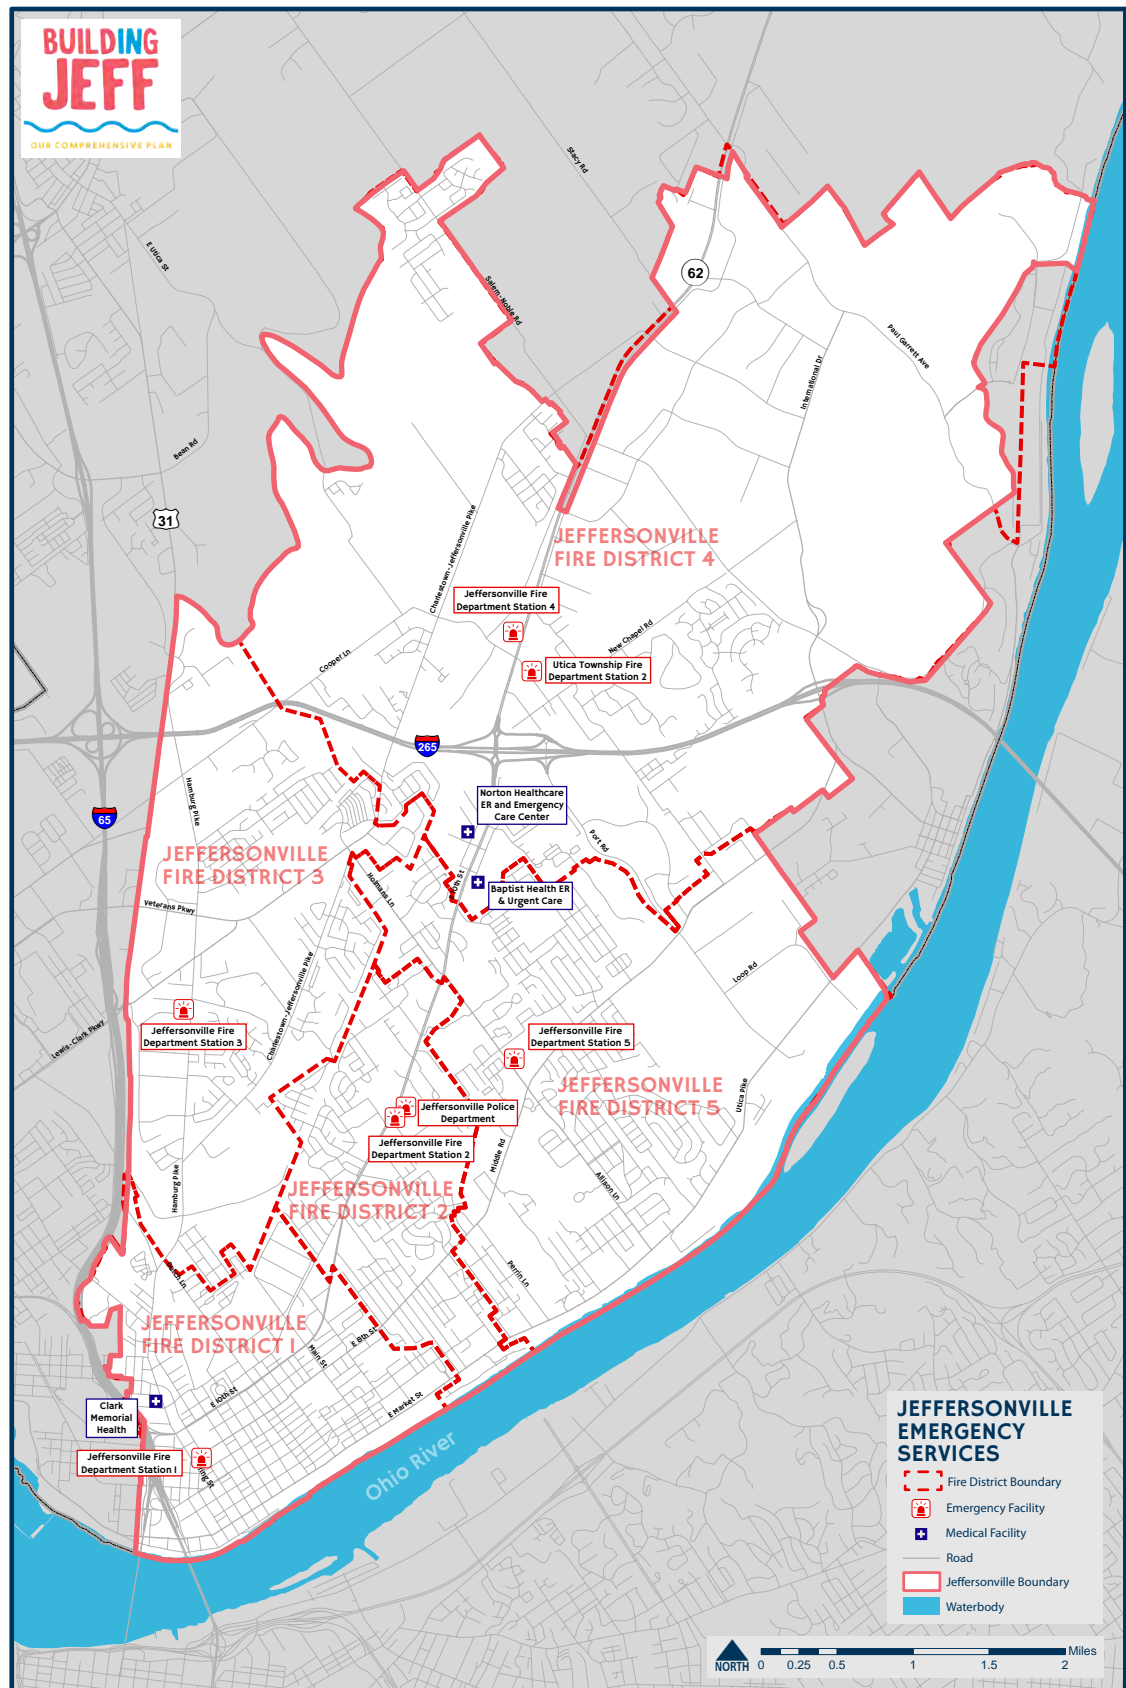 BUILDING
JEFF
OUR COMPREHENSIVE PLAN
Stacy Rd
E Utica St
62
Salem-Noble Rd
Paul Garrett Ave
International Dr
Bean Rd
31
Charlestown-Jeffersonville Pike
JEFFERSONVILLE
FIRE DISTRICT 4
Jeffersonville Fire
Department Station 4
New Chapel Rd
Cooper Ln
Utica Township Fire
Department Station 2
265
Hamburg Pike
65
Norton Healthcare
ER and Emergency
Care Center
Port Rd
JEFFERSONVILLE
FIRE DISTRICT 3
Holmans Ln
10th St
Baptist Health ER
& Urgent Care
Veterans Pkwy
Charlestown-Jeffersonville Pike
Loop Rd
Lewis-Clark Pkwy
Jeffersonville Fire
Department Station 3
Jeffersonville Fire
Department Station 5
JEFFERSONVILLE
FIRE DISTRICT 5
Utica Pike
Jeffersonville Police
Department
Jeffersonville Fire
Department Station 2
Middle Rd
Hamburg Pike
Allison Ln
JEFFERSONVILLE
FIRE DISTRICT 2
Perrin Ln
JEFFERSONVILLE
FIRE DISTRICT 1
E 8th St
Main St
E 10th St
E Market St
Clark
Memorial
Health
Jeffersonville Fire
Department Station 1
Ohio River
JEFFERSONVILLE
EMERGENCY
SERVICES
Fire District Boundary
Emergency Facility
Medical Facility
Road
Jeffersonville Boundary
Waterbody
NORTH
0 0.25 0.5 1 1.5 2
Miles